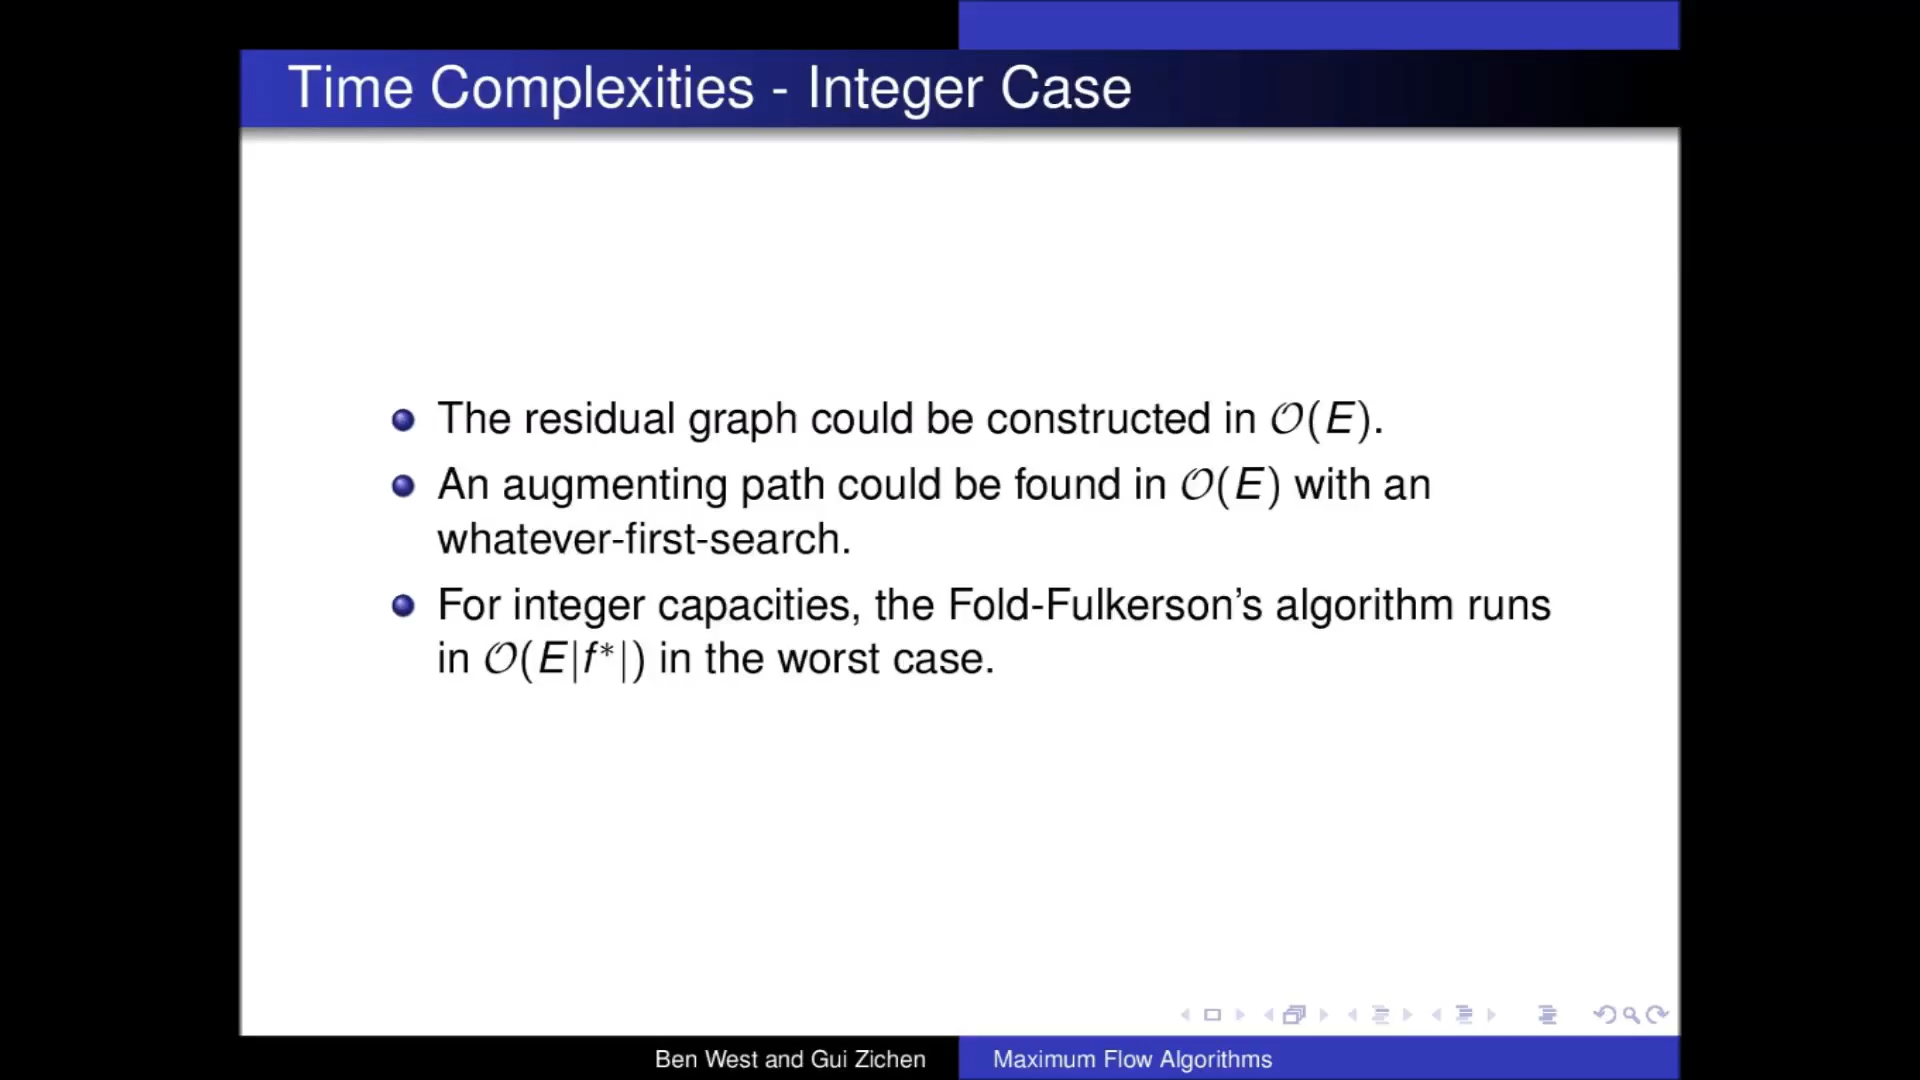 Time Complexities - Integer Case
The residual graph could be constructed in 𝒪(E).
An augmenting path could be found in 𝒪(E) with an
whatever-first-search.
For integer capacities, the Fold-Fulkerson's algorithm runs
in 𝒪(E|f*|) in the worst case.
Ben West and Gui Zichen
Maximum Flow Algorithms